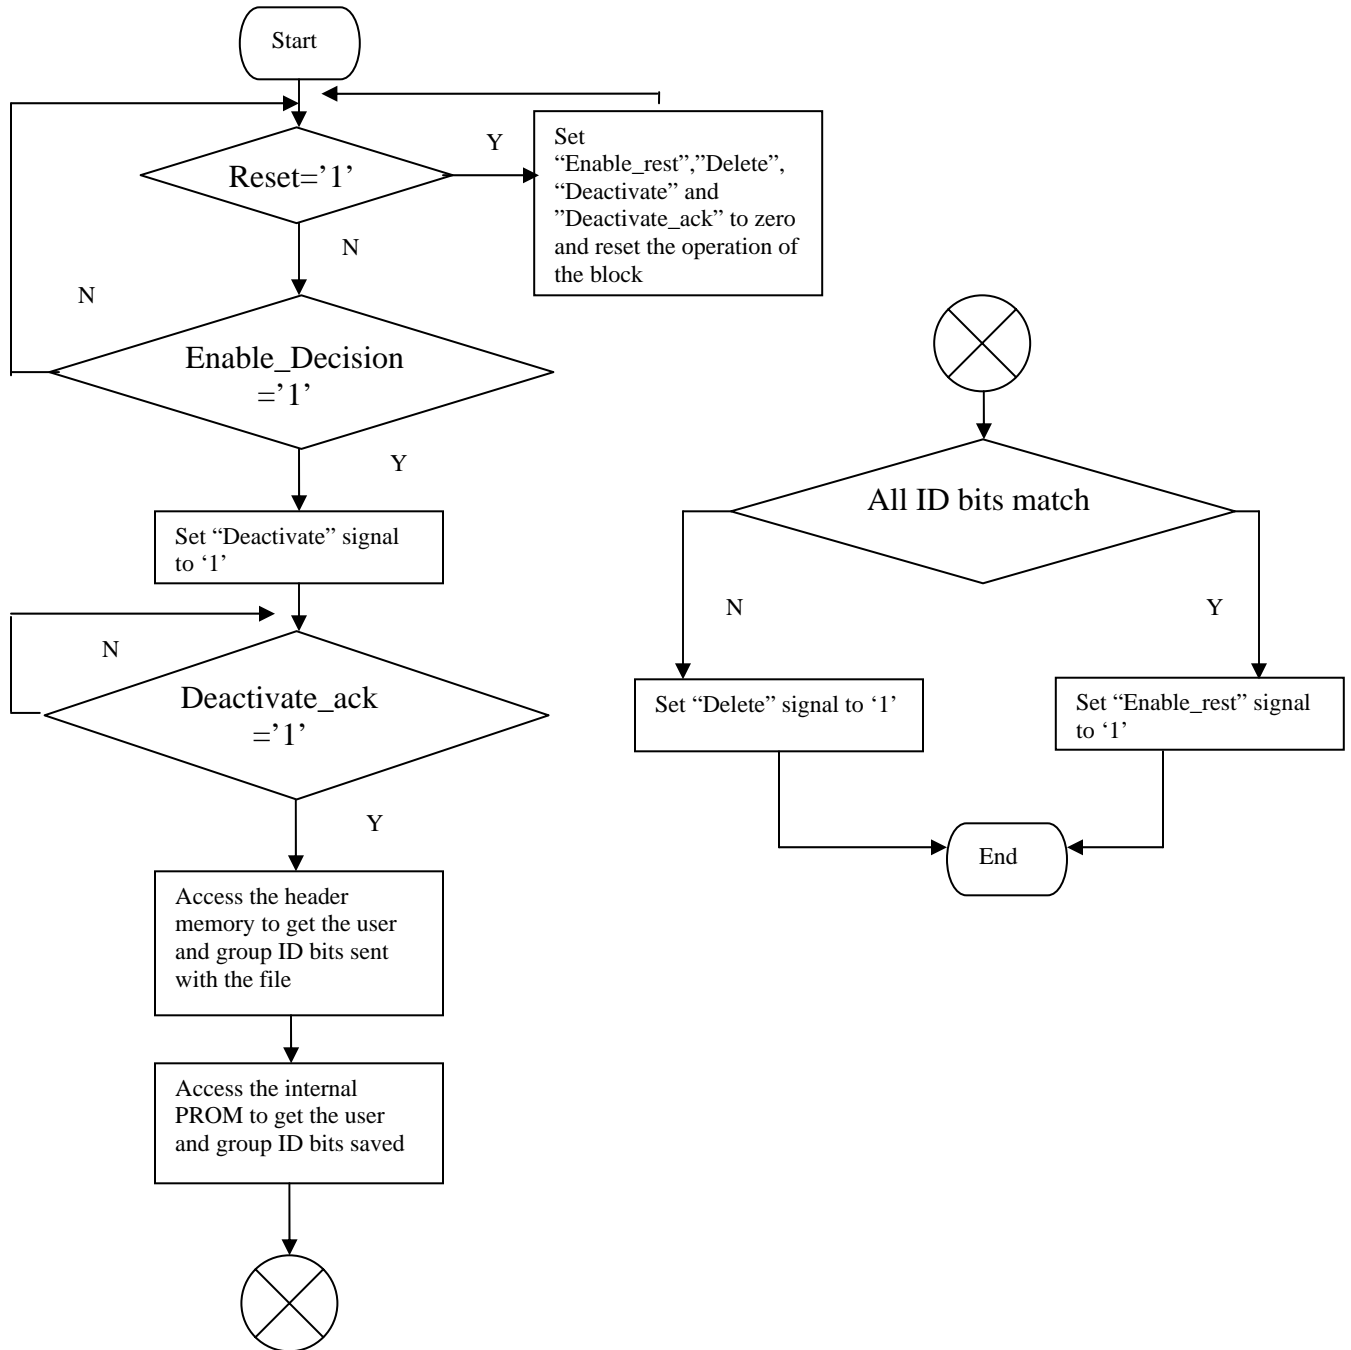 Start
Reset=’1’
Y
Set
“Enable_rest”,”Delete”,
“Deactivate” and
”Deactivate_ack” to zero
and reset the operation of
the block
N
N
Enable_Decision
=’1’
Y
Set “Deactivate” signal
to ‘1’
N
Deactivate_ack
=’1’
Y
Access the header
memory to get the user
and group ID bits sent
with the file
Access the internal
PROM to get the user
and group ID bits saved
All ID bits match
N
Y
Set “Delete” signal to ‘1’
Set “Enable_rest” signal
to ‘1’
End